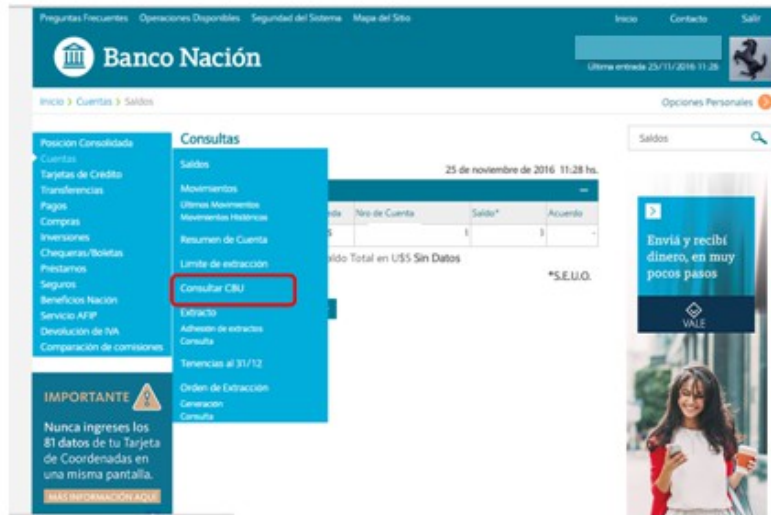 Preguntas Frecuentes Operaciones Disponibles Seguridad del Sistema Mapa del Sitio
Inicio Contacto Salir
Banco Nación
Última entrada 25/11/2016 11:26
Inicio > Cuentas > Saldos
Opciones Personales
Posición Consolidada
Cuentas
Tarjetas de Crédito
Transferencias
Pagos
Compras
Inversiones
Chequeras/Boletas
Préstamos
Seguros
Beneficios Nación
Servicio AFIP
Devolución de IVA
Comparación de comisiones
Consultas
Saldos
Movimientos
Últimos Movimientos
Movimientos Históricos
Resumen de Cuenta
Limite de extracción
Consultar CBU
Extracto
Adhesión de extractos
Consulta
Tenencias al 31/12
Orden de Extracción
Generación
Consulta
25 de noviembre de 2016 11:28 hs.
Nro de Cuenta Saldo* Acuerdo
Total en U$S Sin Datos
*S.E.U.O.
Saldos
Enviá y recibí
dinero, en muy
pocos pasos
VALE
IMPORTANTE
Nunca ingreses los
81 datos de tu Tarjeta
de Coordenadas en
una misma pantalla.
MÁS INFORMACIÓN AQUÍ